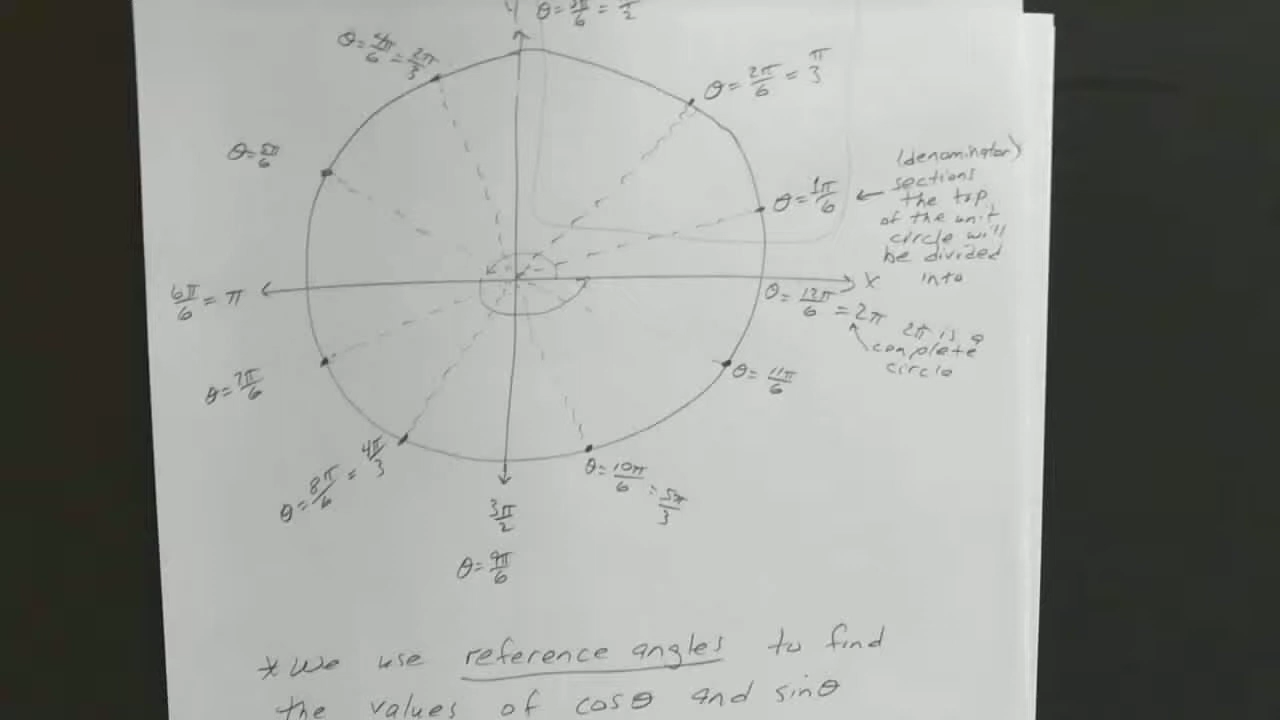 y θ = 3π/6 = π/2
θ = 4π/6 = 2π/3
θ = 2π/6 = π/3
θ = 5π/6
θ = 1π/6 ←
(denominator)
sections
the top
of the unit
circle will
be divided
into
x
6π/6 = π
θ = 12π/6 = 2π
2π is a
complete
circle
θ = 7π/6
θ = 11π/6
θ = 8π/6 = 4π/3
θ = 10π/6 = 5π/3
3π/2
θ = 9π/6
* We use reference angles to find
the values of cosθ and sinθ